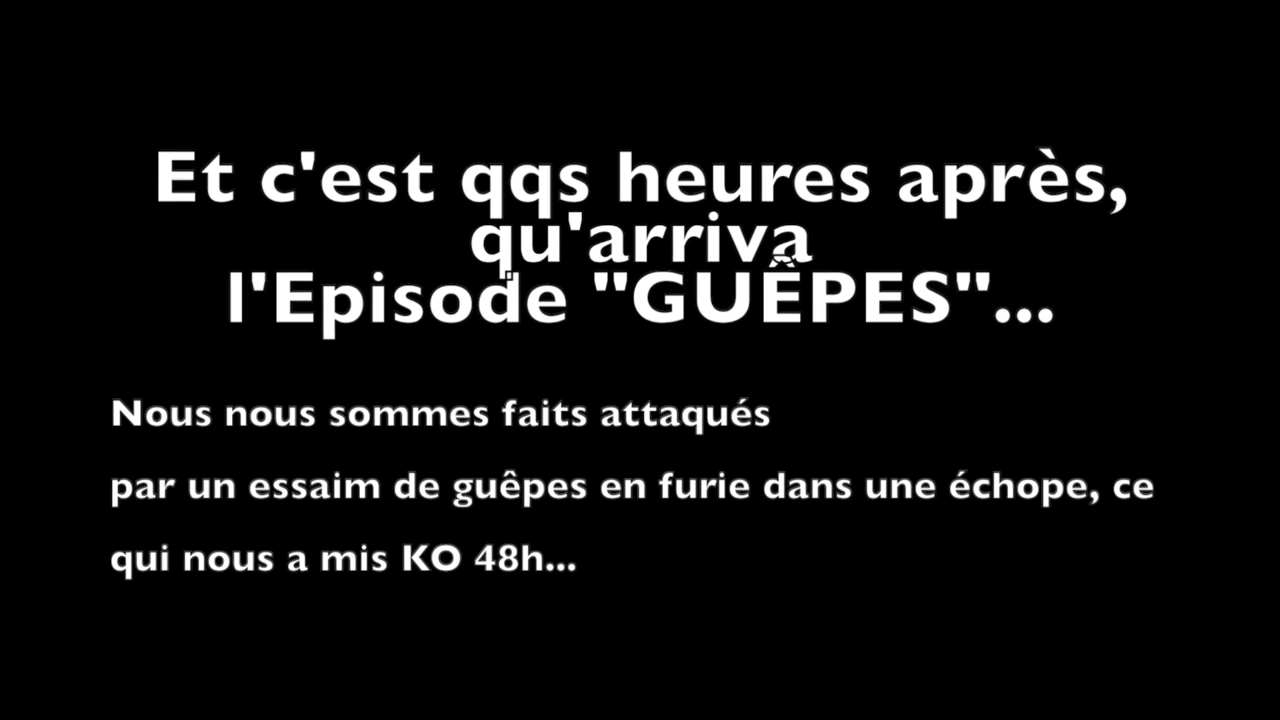 Et c'est qqs heures après,
qu'arriva
l'Episode "GUÊPES"...
Nous nous sommes faits attaqués
par un essaim de guêpes en furie dans une échope, ce
qui nous a mis KO 48h...